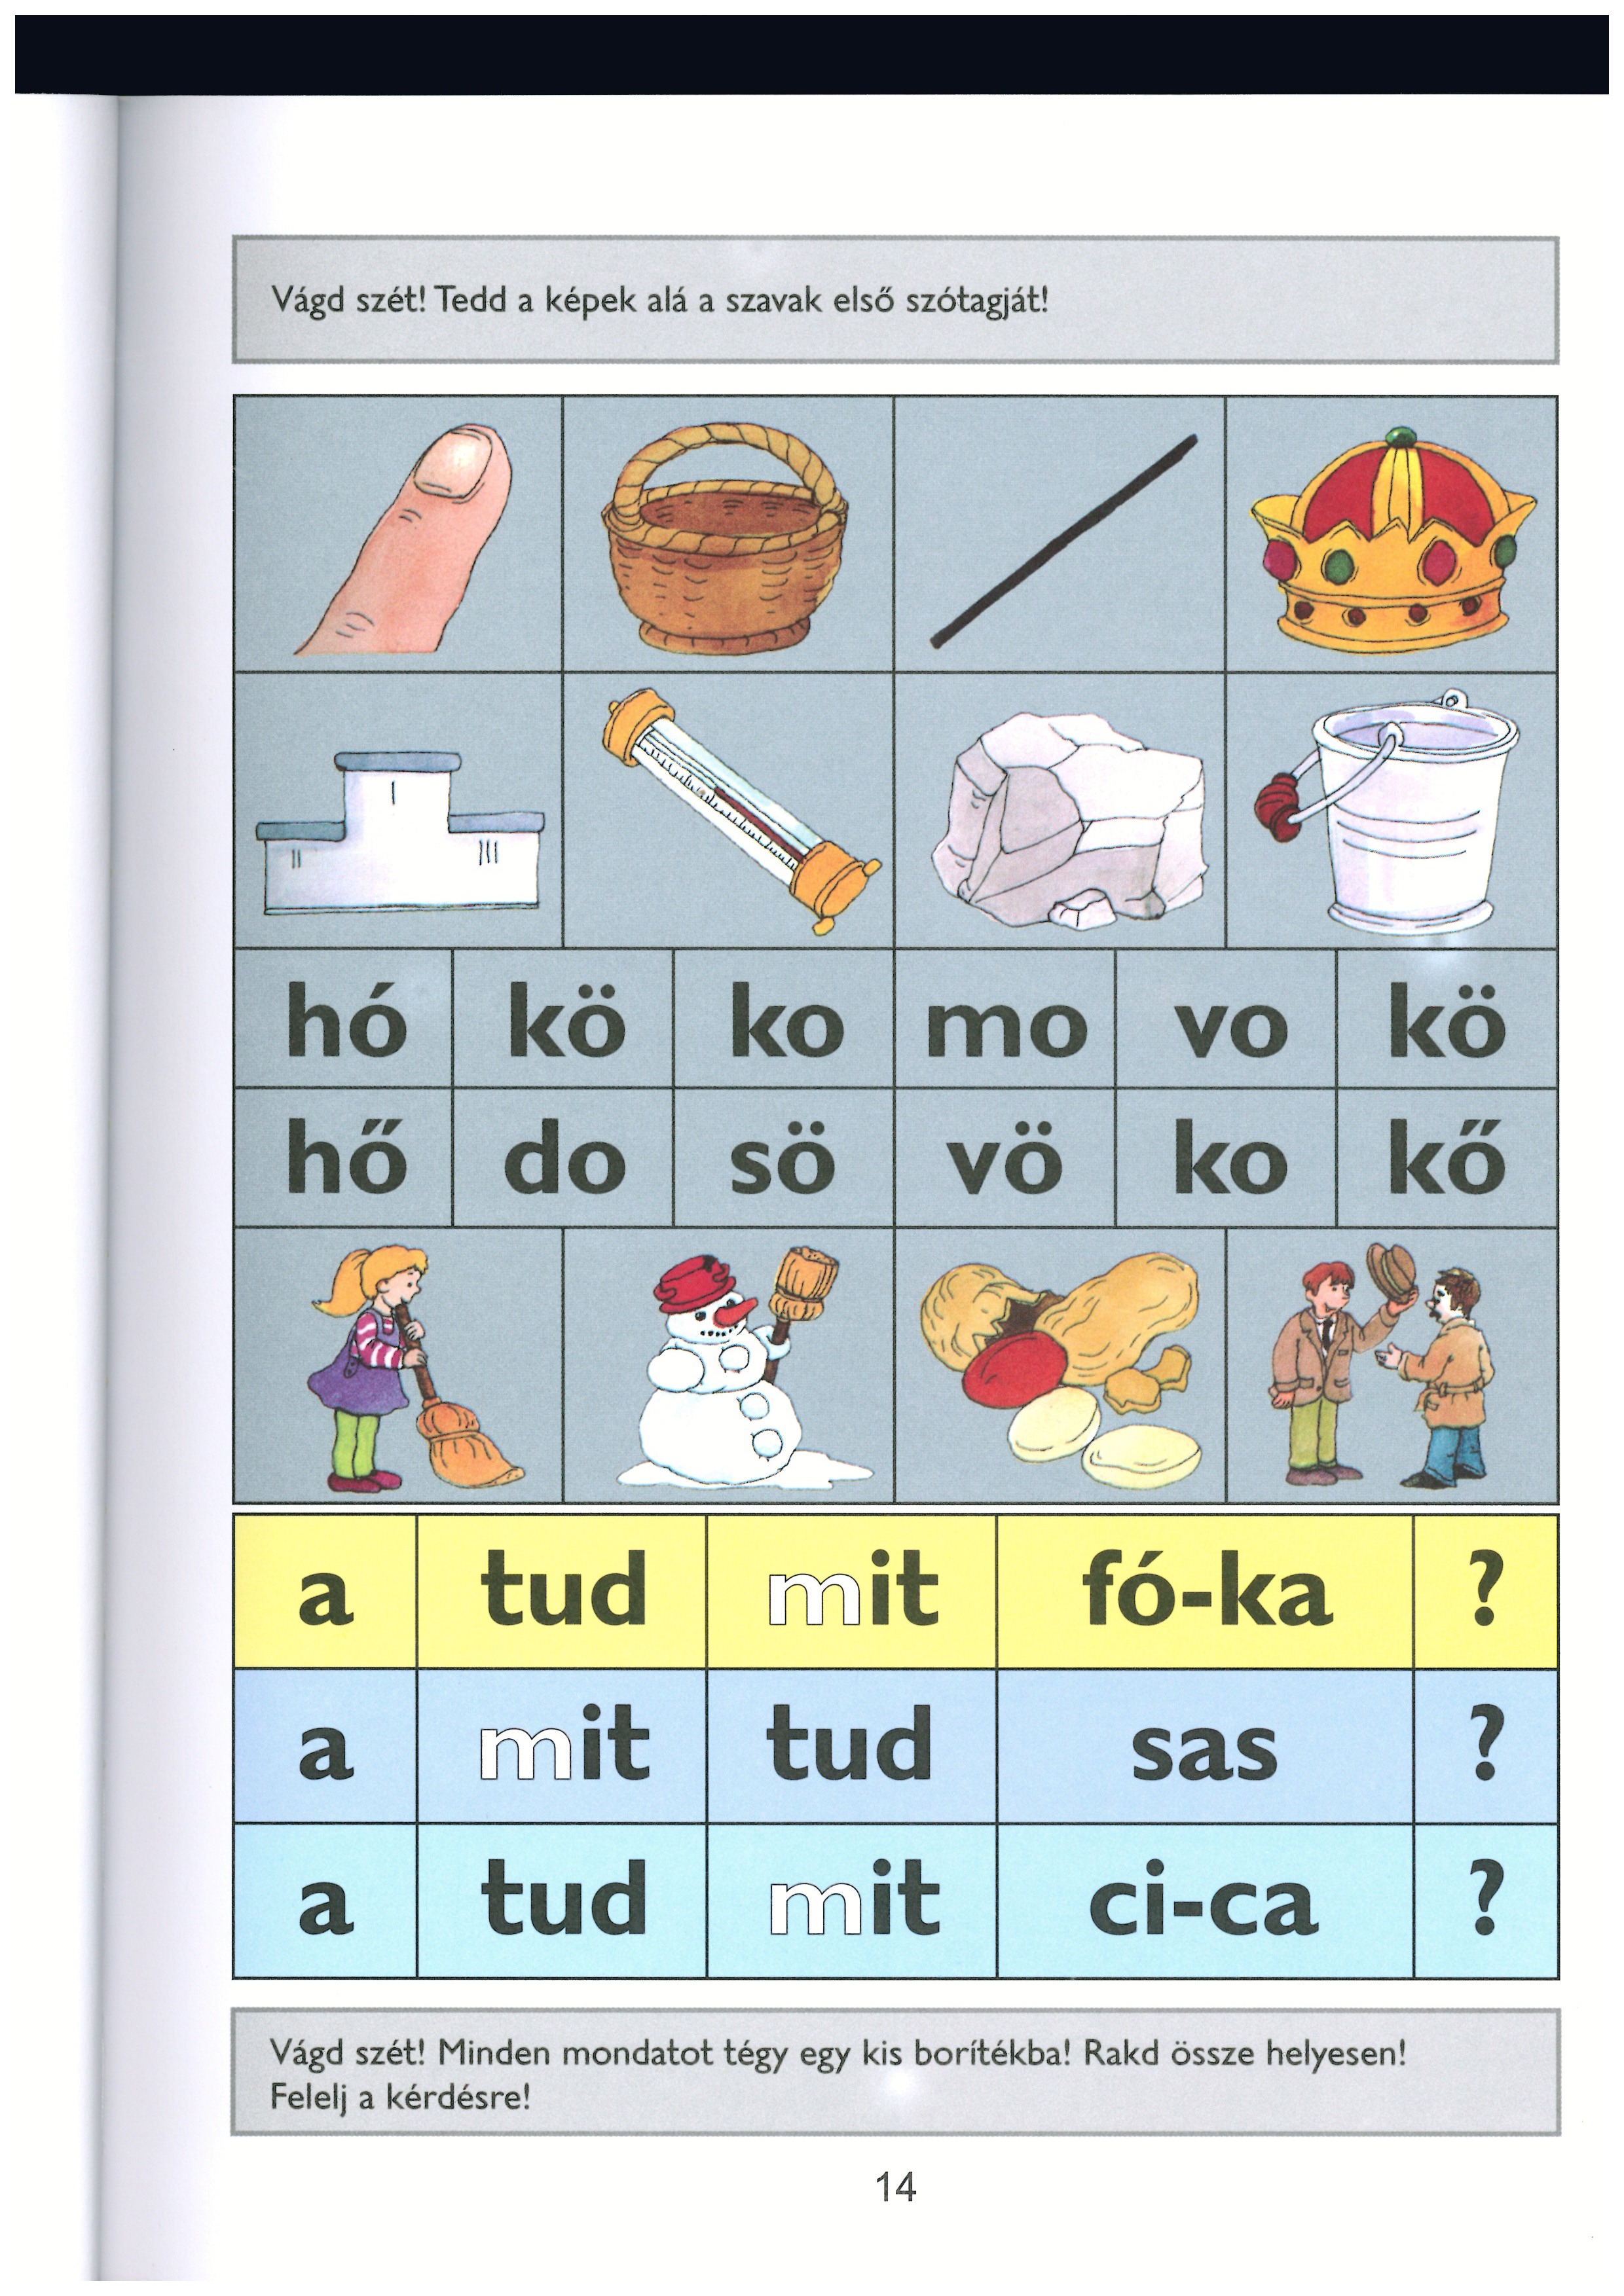 Vágd szét! Tedd a képek alá a szavak első szótagját!
I
II
III
hó kö ko mo vo kö
hő do sö vö ko kő
a tud mit fó-ka ?
a mit tud sas ?
a tud mit ci-ca ?
Vágd szét! Minden mondatot tégy egy kis borítékba! Rakd össze helyesen!
Felelj a kérdésre!
14